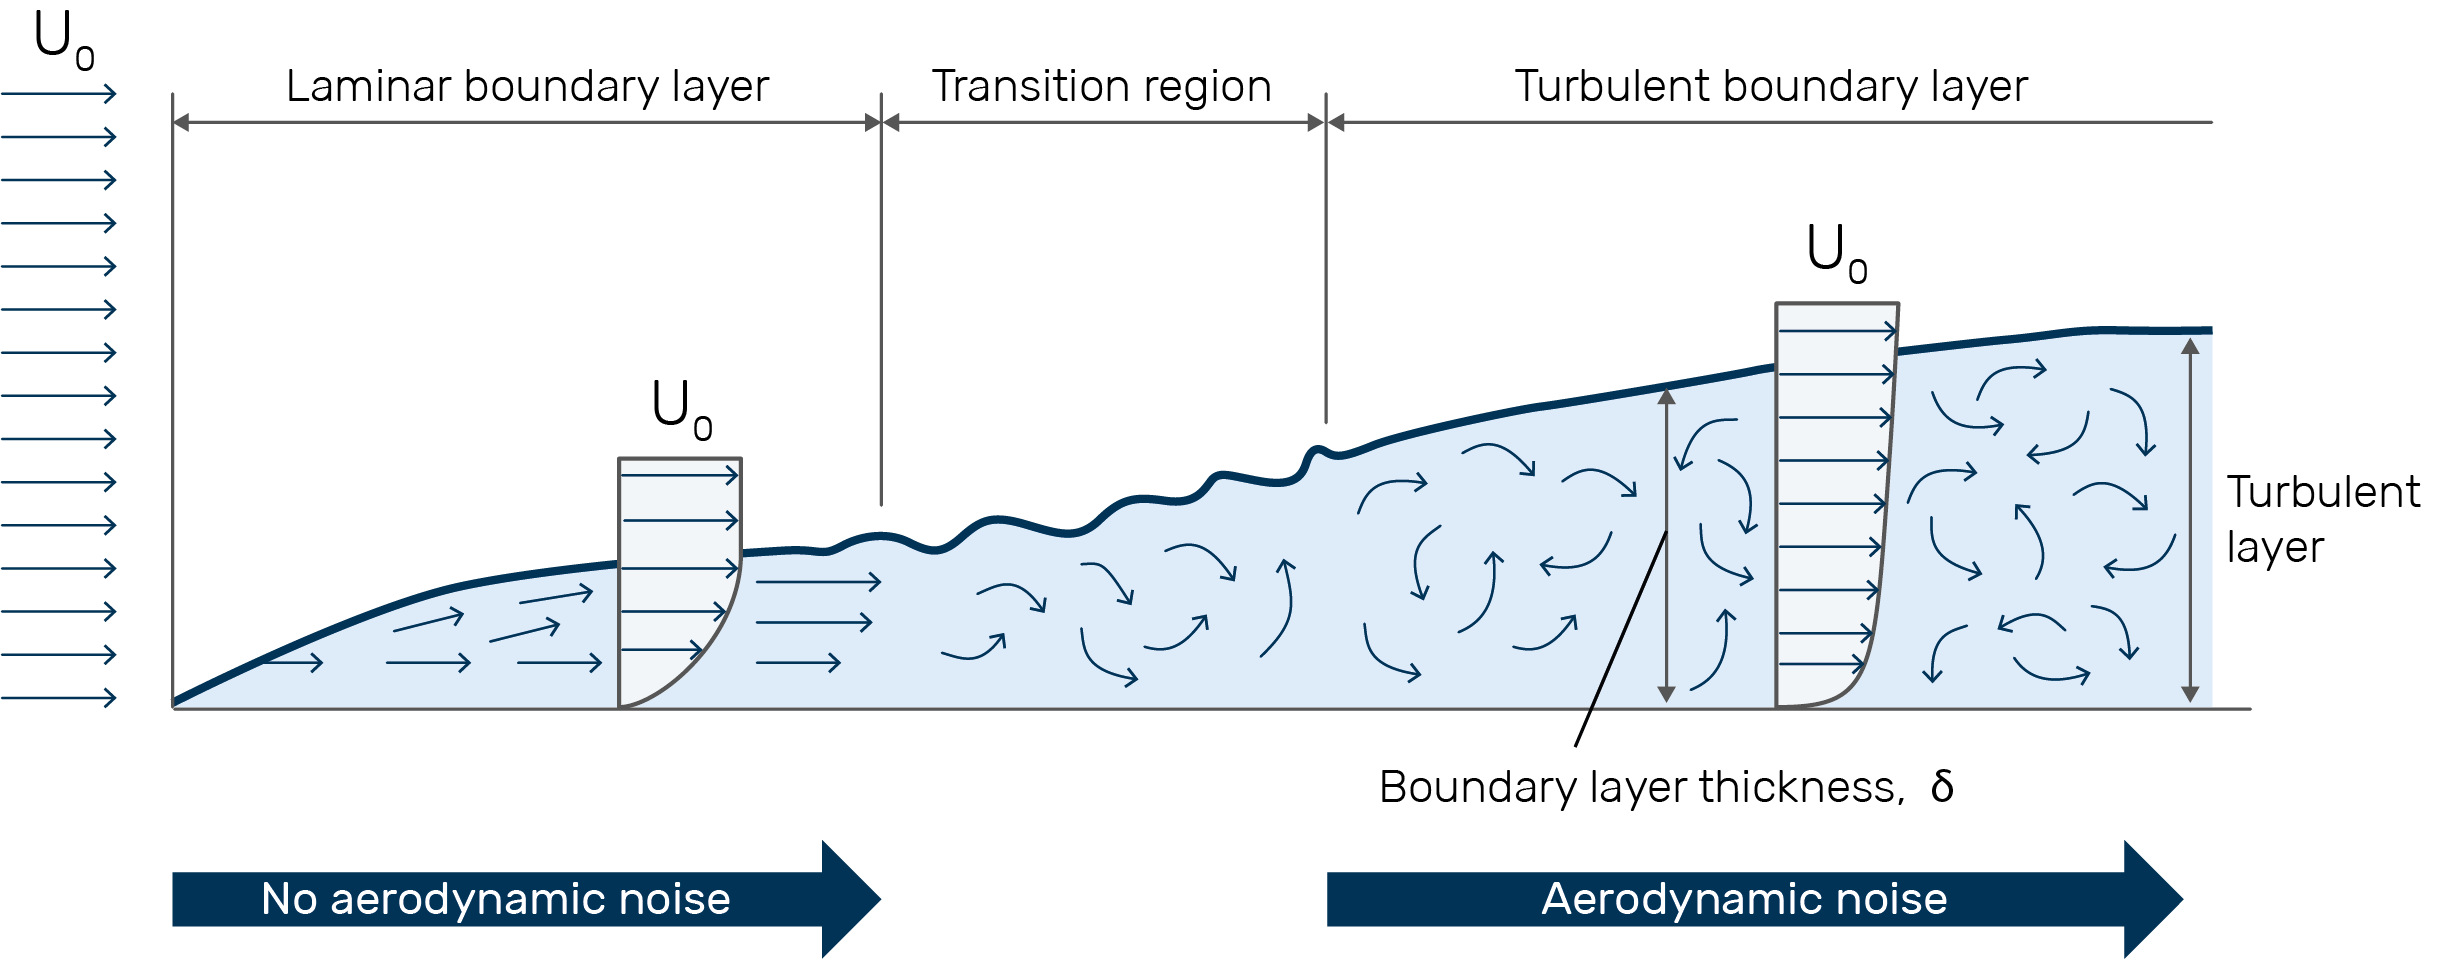 U₀
Laminar boundary layer
Transition region
Turbulent boundary layer
U₀
U₀
Turbulent
layer
Boundary layer thickness, δ
No aerodynamic noise
Aerodynamic noise